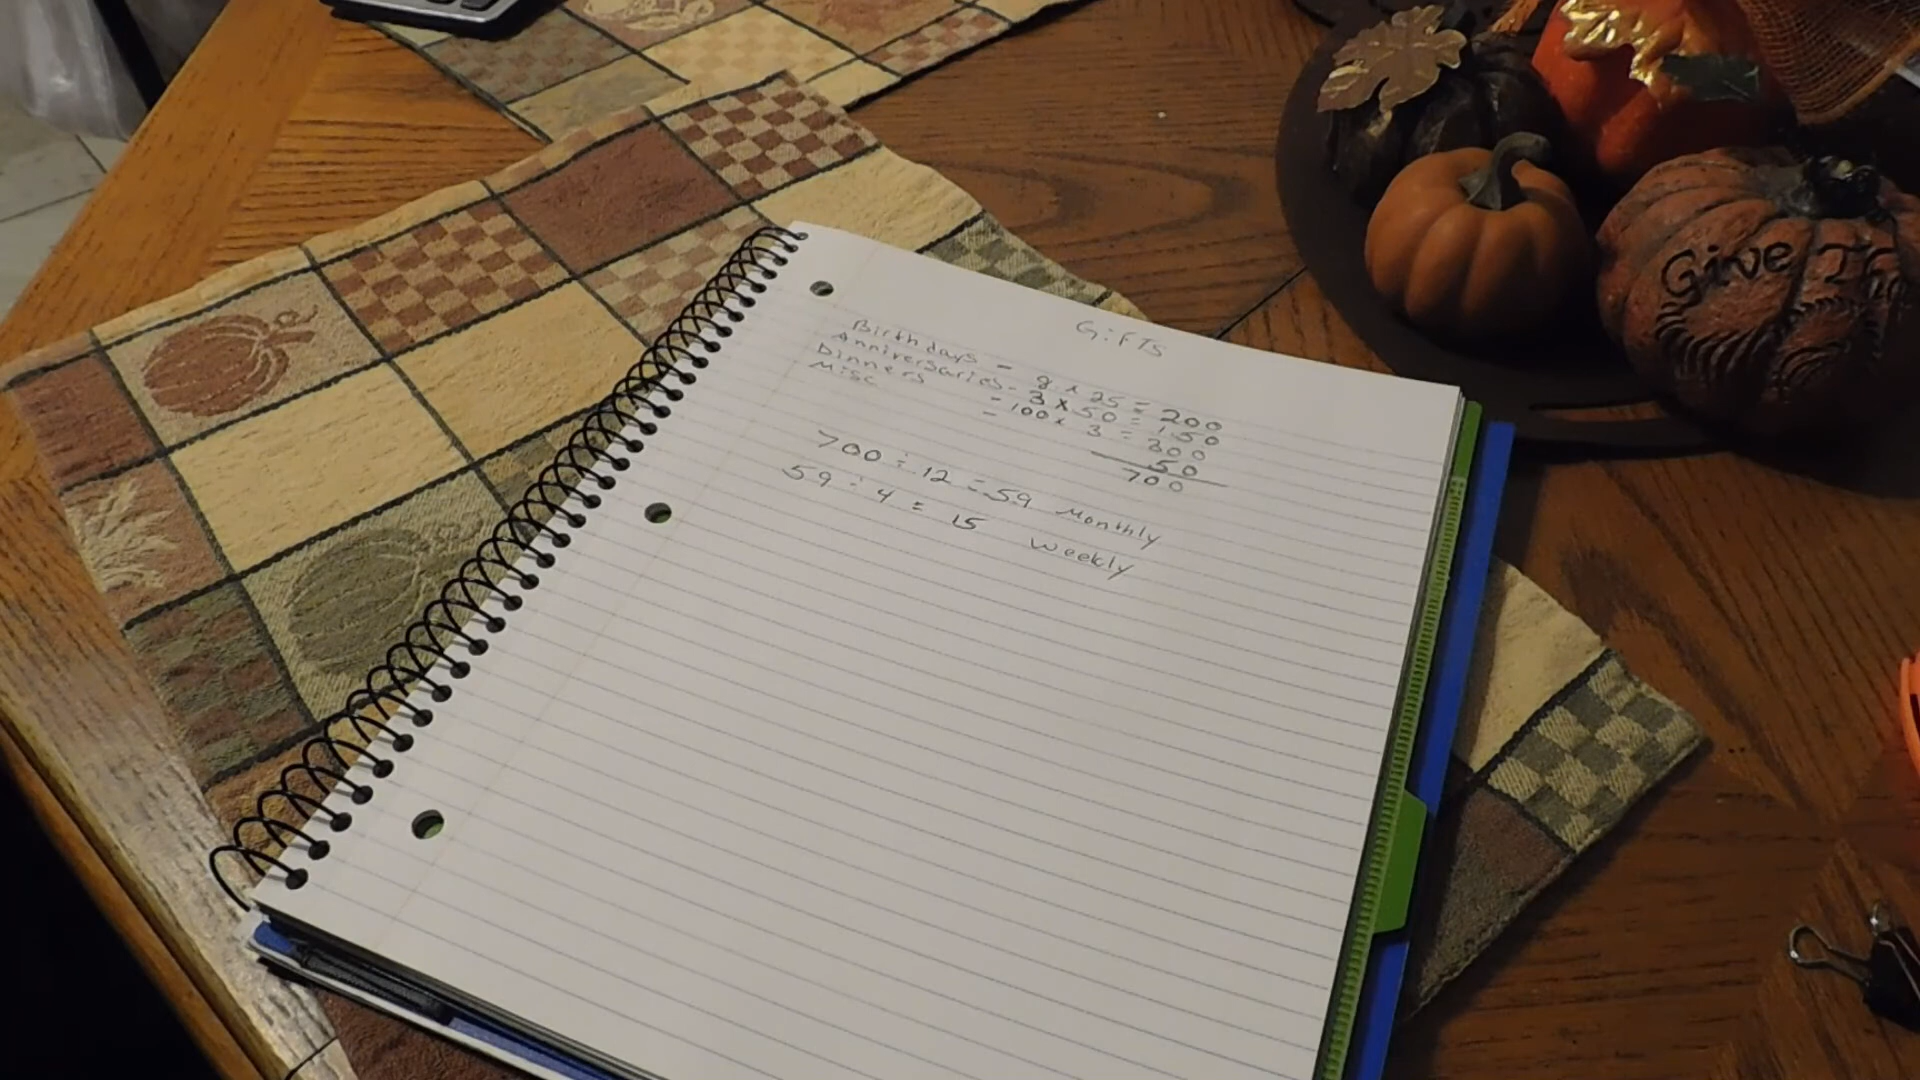 Gifts
Birthdays - 8 x 25 = 200
Anniversaries - 3 x 50 = 150
Dinners - 100 x 3 = 300
Misc - 50
700
700 ÷ 12 = 59 Monthly
59 ÷ 4 = 15 Weekly
Give